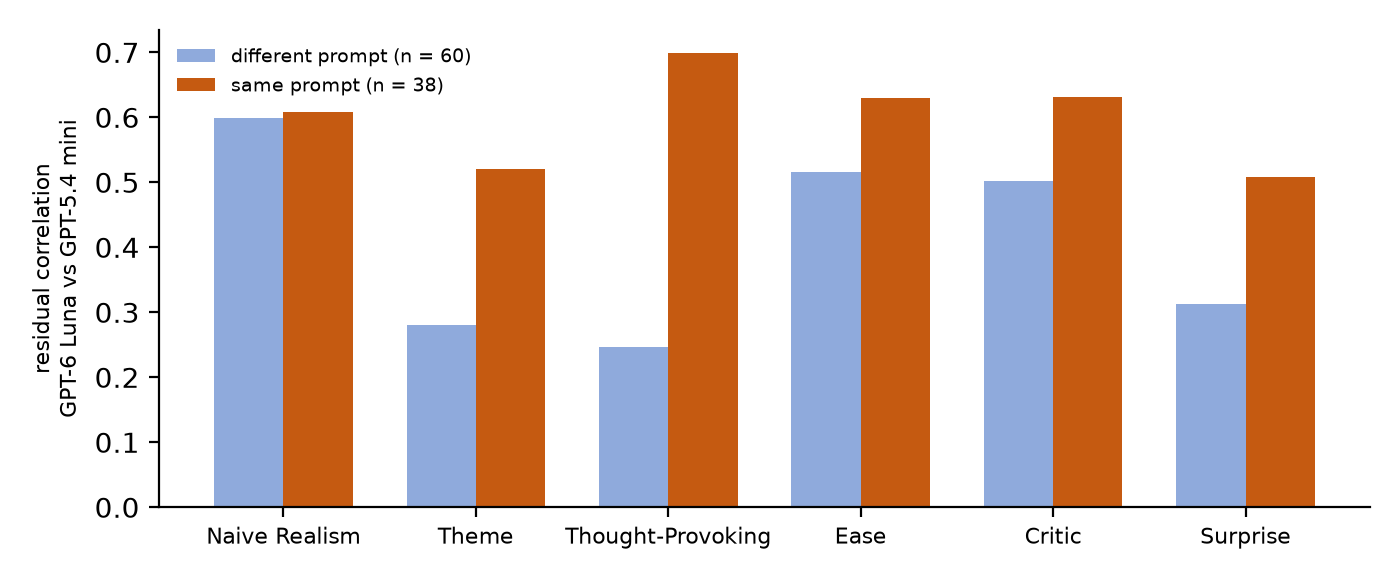 0.7
0.6
0.5
0.4
0.3
0.2
0.1
0.0
residual correlation
GPT-6 Luna vs GPT-5.4 mini
different prompt (n = 60)
same prompt (n = 38)
Naive Realism
Theme
Thought-Provoking
Ease
Critic
Surprise